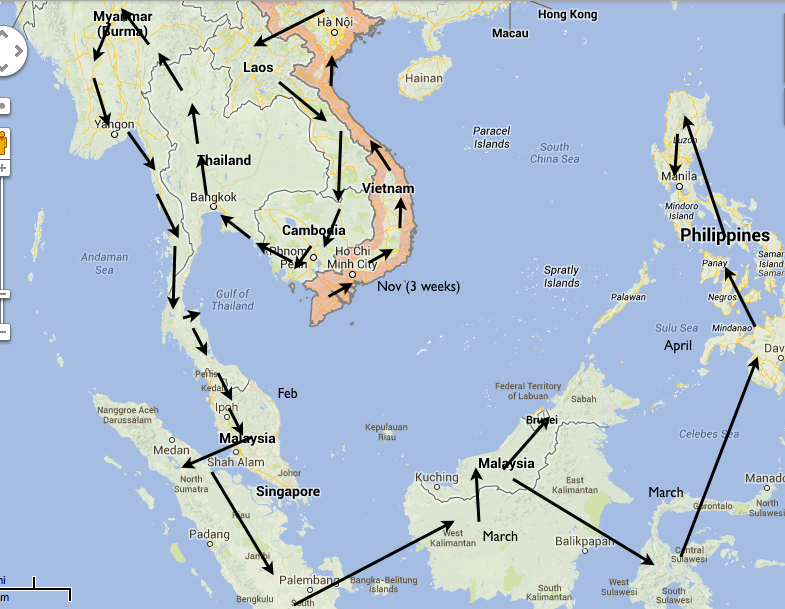 Hong Kong
Myanmar
(Burma)
Hà Nội
Macau
Laos
Hainan
Yangon
Paracel
Islands
South
China Sea
Luzon
Thailand
Manila
Vietnam
Bangkok
Mindoro
Island
Cambodia
Philippines
Phnom
Penh
Ho Chi
Minh City
Andaman
Sea
Samar
Island
Samar
Panay
Spratly
Islands
Nov (3 weeks)
Gulf of
Thailand
Palawan
Negros
Sulu Sea
Mindanao
April
Dav
Perlis
Kedah
Federal Territory
of Labuan
Feb
Sabah
Nanggroe Aceh
Darussalam
Ipoh
Brunei
Kepulauan
Riau
Celebes Sea
Malaysia
Medan
Shah Alam
Malaysia
Johor
Kuching
East
Kalimantan
Manado
North
Sumatra
Singapore
March
Gorontalo
North
Sulawesi
Riau
Padang
West
Kalimantan
March
Balikpapan
Central
Sulawesi
Jambi
Palembang
Bangka-Belitung
Islands
West
Sulawesi
South
Sulawesi
South
Kalimantan
Bengkulu
South
mi
m